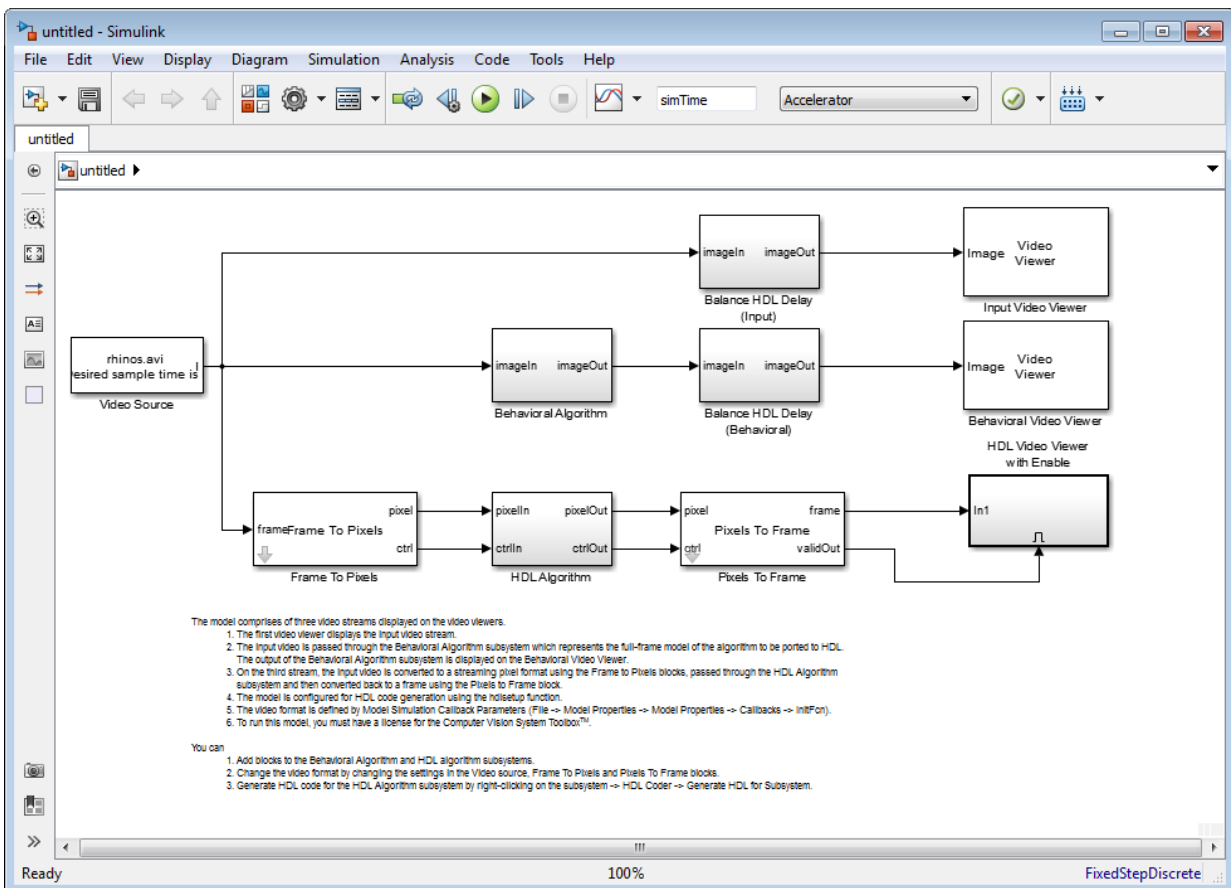 untitled - Simulink
File Edit View Display Diagram Simulation Analysis Code Tools Help
simTime
Accelerator
untitled
untitled
imageIn imageOut
Balance HDL Delay
(Input)
Image Video
Viewer
Input Video Viewer
rhinos.avi
esired sample time is
I
Video Source
imageIn imageOut
Behavioral Algorithm
imageIn imageOut
Balance HDL Delay
(Behavioral)
Image Video
Viewer
Behavioral Video Viewer
HDL Video Viewer
with Enable
frame Frame To Pixels
pixel
ctrl
Frame To Pixels
pixelIn pixelOut
ctrlIn ctrlOut
HDL Algorithm
pixel frame
Pixels To Frame
ctrl validOut
Pixels To Frame
In1
The model comprises of three video streams displayed on the video viewers.
1. The first video viewer displays the input video stream.
2. The input video is passed through the Behavioral Algorithm subsystem which represents the full-frame model of the algorithm to be ported to HDL.
The output of the Behavioral Algorithm subsystem is displayed on the Behavioral Video Viewer.
3. On the third stream, the input video is converted to a streaming pixel format using the Frame to Pixels blocks, passed through the HDL Algorithm
subsystem and then converted back to a frame using the Pixels to Frame block.
4. The model is configured for HDL code generation using the hdlsetup function.
5. The video format is defined by Model Simulation Callback Parameters (File -> Model Properties -> Model Properties -> Callbacks -> InitFcn).
6. To run this model, you must have a license for the Computer Vision System Toolbox™.
You can
1. Add blocks to the Behavioral Algorithm and HDL algorithm subsystems.
2. Change the video format by changing the settings in the Video source, Frame To Pixels and Pixels To Frame blocks.
3. Generate HDL code for the HDL Algorithm subsystem by right-clicking on the subsystem -> HDL Coder -> Generate HDL for Subsystem.
Ready
100%
FixedStepDiscrete